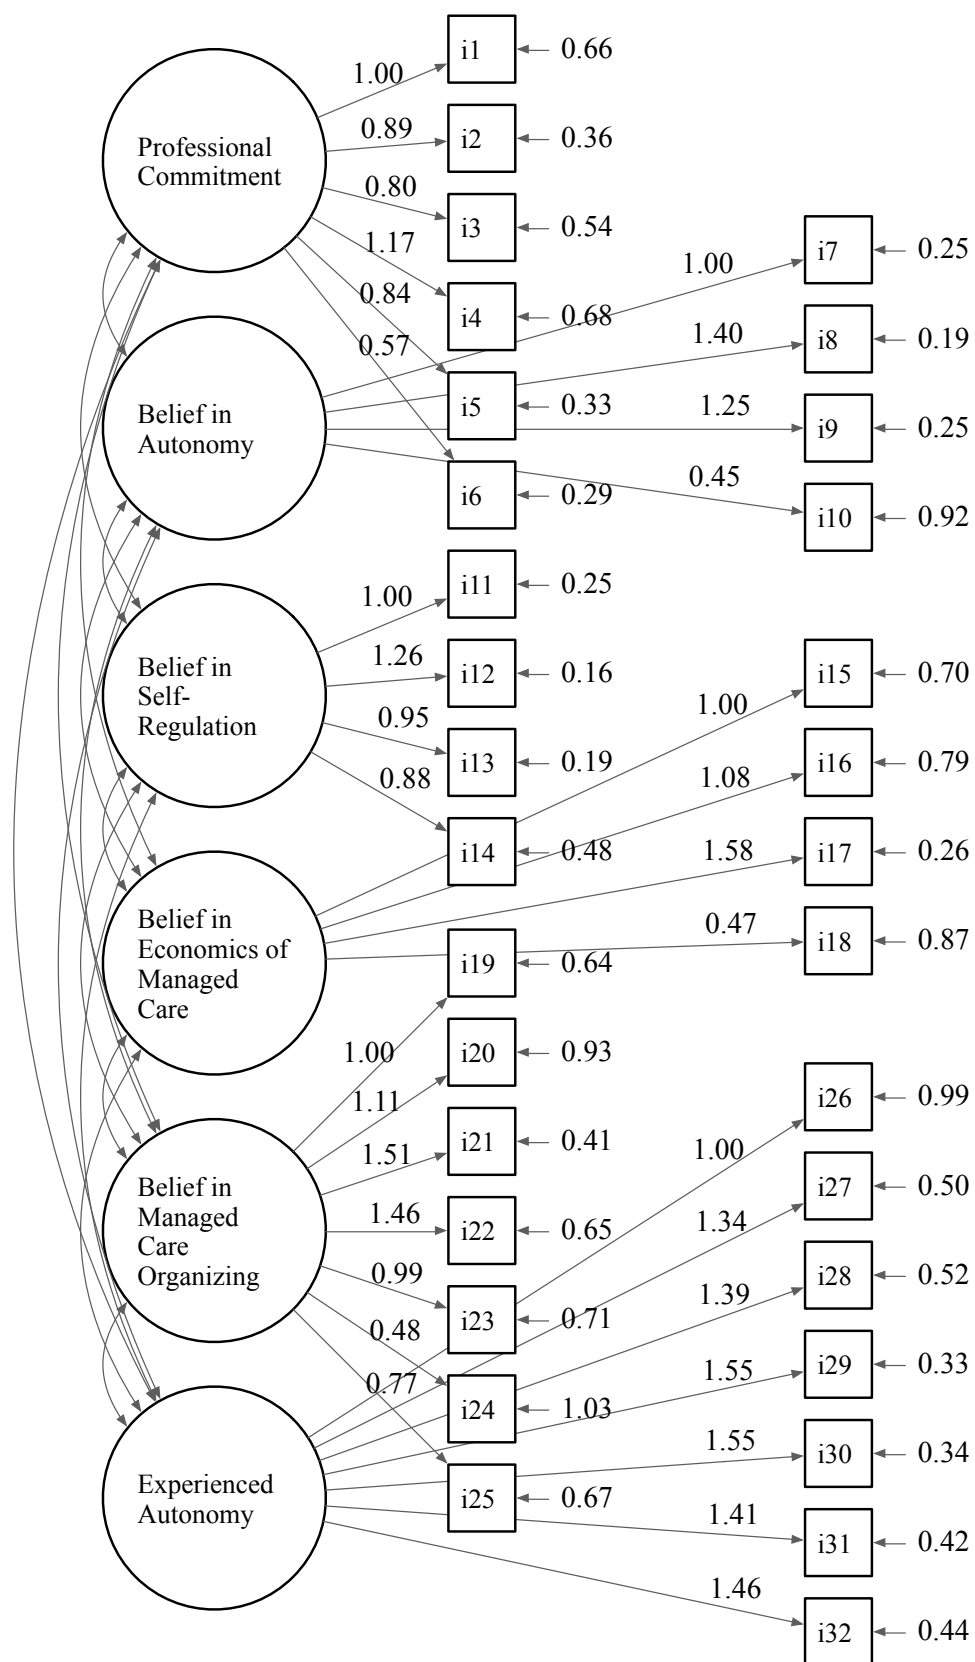 i1
0.66
1.00
Professional
Commitment
0.89
i2
0.36
0.80
i3
0.54
1.17
i4
0.68
0.84
i5
0.33
0.57
i6
0.29
Belief in
Autonomy
1.00
i7
0.25
1.40
i8
0.19
1.25
i9
0.25
0.45
i10
0.92
Belief in
Self-
Regulation
1.00
i11
0.25
1.26
i12
0.16
0.95
i13
0.19
0.88
i14
0.48
Belief in
Economics of
Managed
Care
1.00
i15
0.70
1.08
i16
0.79
1.58
i17
0.26
0.47
i18
0.87
Belief in
Managed
Care
Organizing
1.00
i19
0.64
1.11
i20
0.93
1.51
i21
0.41
1.46
i22
0.65
0.99
i23
0.71
0.48
i24
1.03
0.77
i25
0.67
Experienced
Autonomy
1.00
i26
0.99
1.34
i27
0.50
1.39
i28
0.52
1.55
i29
0.33
1.55
i30
0.34
1.41
i31
0.42
1.46
i32
0.44